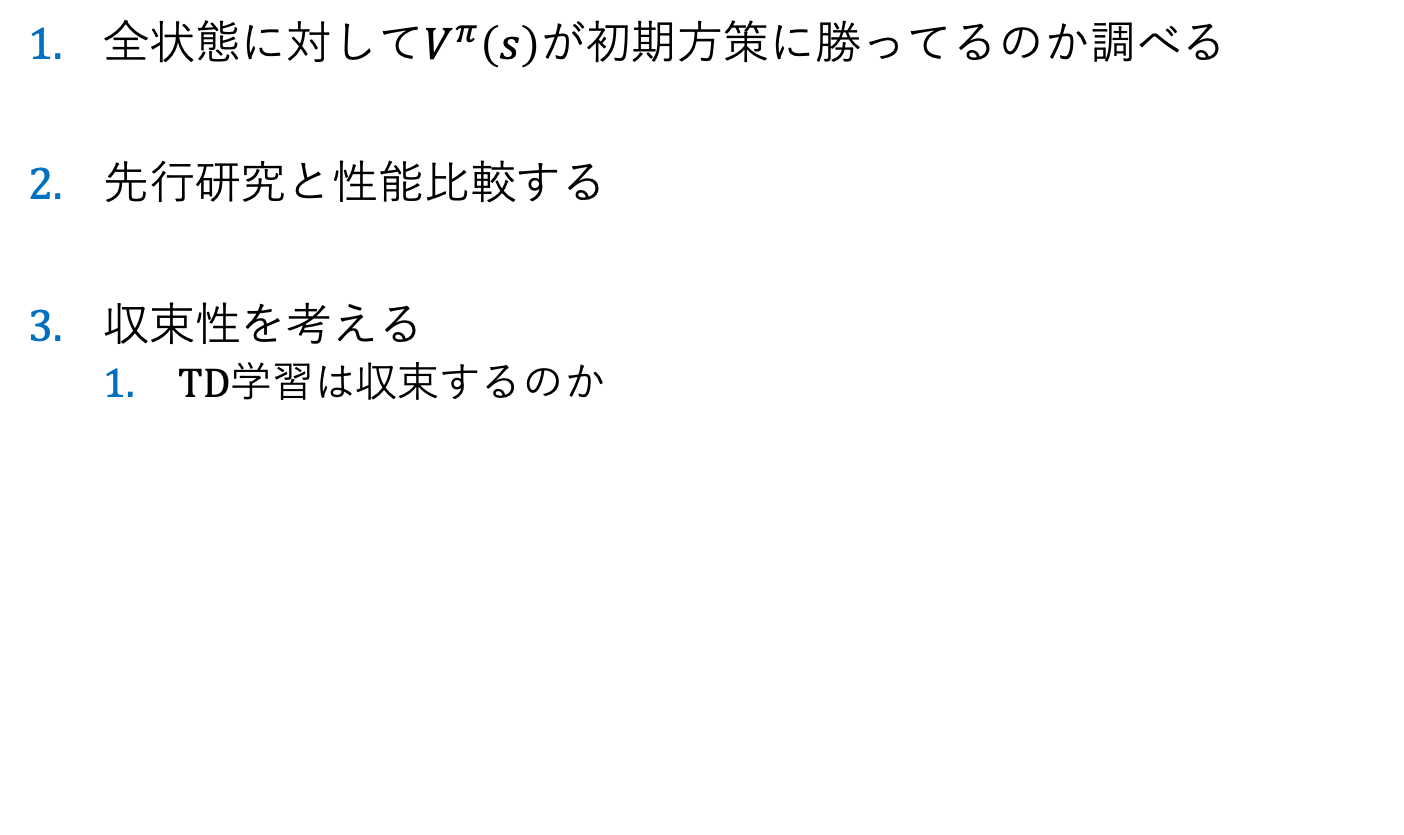 1. 全状態に対してVπ(s)が初期方策に勝ってるのか調べる
2. 先行研究と性能比較する
3. 収束性を考える
1. TD学習は収束するのか